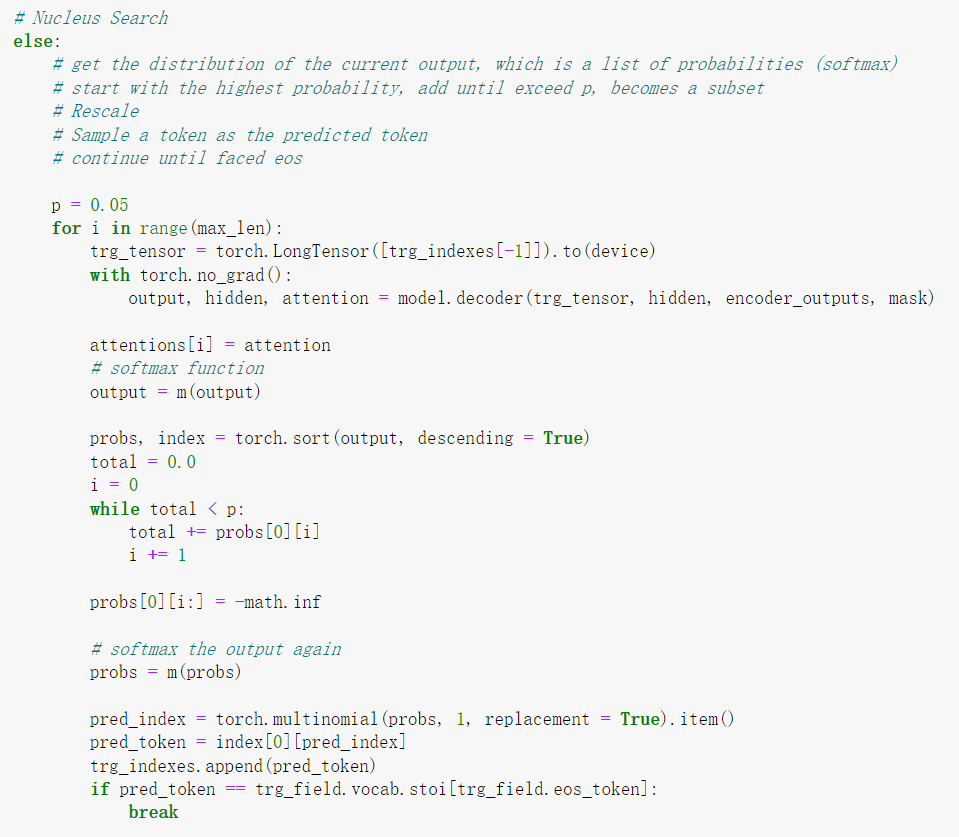 # Nucleus Search
else:
    # get the distribution of the current output, which is a list of probabilities (softmax)
    # start with the highest probability, add until exceed p, becomes a subset
    # Rescale
    # Sample a token as the predicted token
    # continue until faced eos

    p = 0.05
    for i in range(max_len):
        trg_tensor = torch.LongTensor([trg_indexes[-1]]).to(device)
        with torch.no_grad():
            output, hidden, attention = model.decoder(trg_tensor, hidden, encoder_outputs, mask)

        attentions[i] = attention
        # softmax function
        output = m(output)

        probs, index = torch.sort(output, descending = True)
        total = 0.0
        i = 0
        while total < p:
            total += probs[0][i]
            i += 1

        probs[0][i:] = -math.inf

        # softmax the output again
        probs = m(probs)

        pred_index = torch.multinomial(probs, 1, replacement = True).item()
        pred_token = index[0][pred_index]
        trg_indexes.append(pred_token)
        if pred_token == trg_field.vocab.stoi[trg_field.eos_token]:
            break